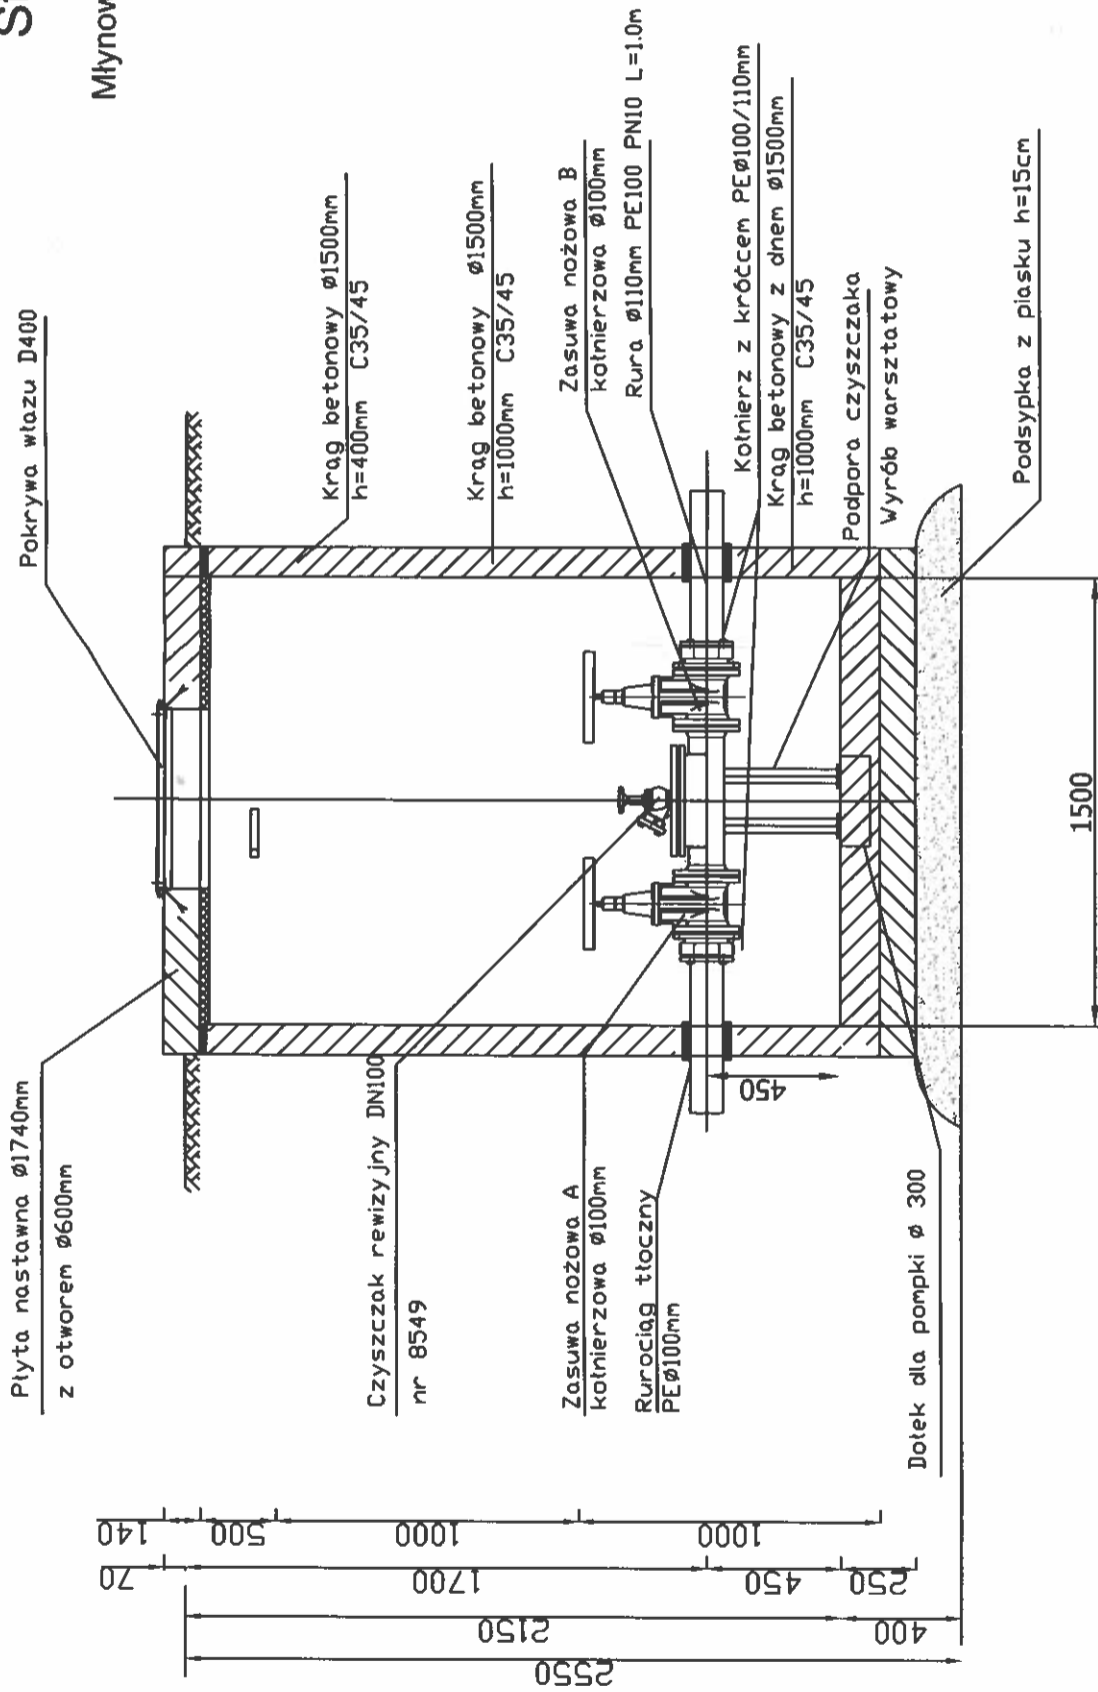 Młynow
Pokrywa włazu D400
Płyta nastawna ø1740mm
z otworem ø600mm
Krąg betonowy ø1500mm
h=400mm C35/45
Krąg betonowy ø1500mm
h=1000mm C35/45
Czyszczak rewizyjny DN100
nr 8549
Zasuwa nożowa B
kołnierzowa ø100mm
Rura ø110mm PE100 PN10 L=1.0m
Zasuwa nożowa A
kołnierzowa ø100mm
Rurociąg tłoczny
PEø100mm
Kołnierz z króćcem PEø100/110mm
Krąg betonowy z dnem ø1500mm
h=1000mm C35/45
Podpora czyszczaka
Wyrób warsztatowy
Dołek dla pompki ø 300
Podsypka z piasku h=15cm
450
1500
140
500
1000
1000
70
1700
450
250
2150
400
2550